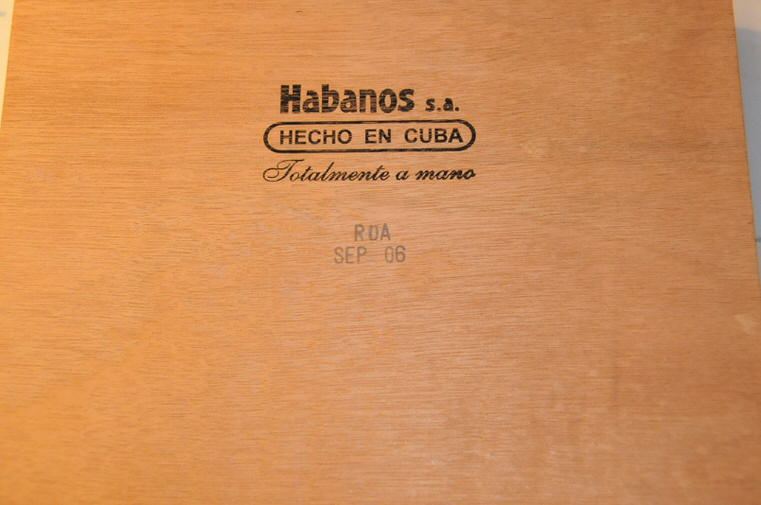 Habanos s.a.
HECHO EN CUBA
Totalmente a mano
RDA
SEP 06